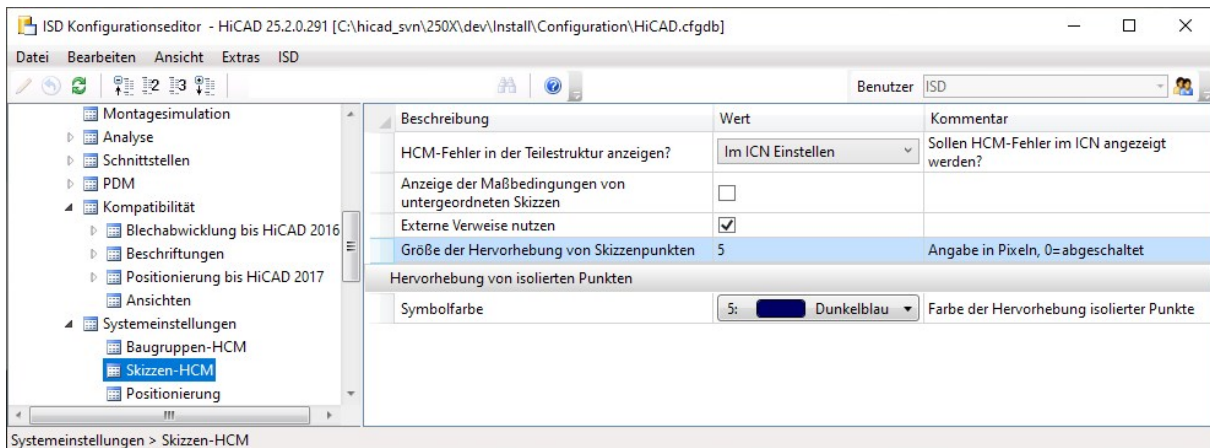 ISD Konfigurationseditor - HiCAD 25.2.0.291 [C:\hicad_svn\250X\dev\Install\Configuration\HiCAD.cfgdb]
Datei Bearbeiten Ansicht Extras ISD
2 3 Benutzer ISD
Montagesimulation
Analyse
Schnittstellen
PDM
Kompatibilität
Blechabwicklung bis HiCAD 2016
Beschriftungen
Positionierung bis HiCAD 2017
Ansichten
Systemeinstellungen
Baugruppen-HCM
Skizzen-HCM
Positionierung
Beschreibung Wert Kommentar
HCM-Fehler in der Teilestruktur anzeigen? Im ICN Einstellen Sollen HCM-Fehler im ICN angezeigt
werden?
Anzeige der Maßbedingungen von
untergeordneten Skizzen
Externe Verweise nutzen
Größe der Hervorhebung von Skizzenpunkten 5 Angabe in Pixeln, 0=abgeschaltet
Hervorhebung von isolierten Punkten
Symbolfarbe 5: Dunkelblau Farbe der Hervorhebung isolierter Punkte
Systemeinstellungen > Skizzen-HCM